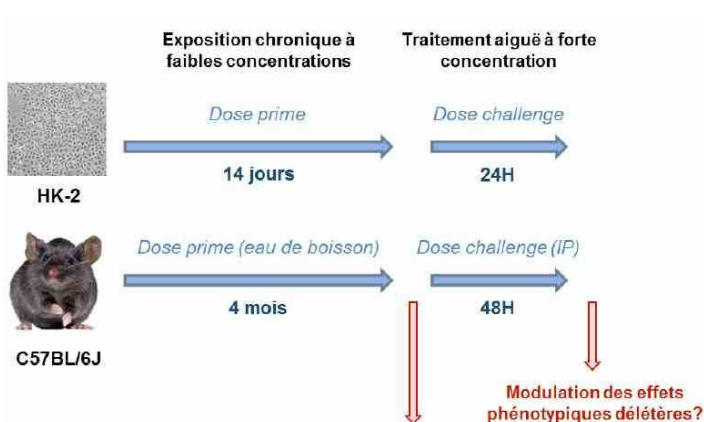 Exposition chronique à
faibles concentrations
Traitement aiguë à forte
concentration
Dose prime
Dose challenge
14 jours
24H
HK-2
Dose prime (eau de boisson)
Dose challenge (IP)
4 mois
48H
C57BL/6J
Modulation des effets
phénotypiques délétères?